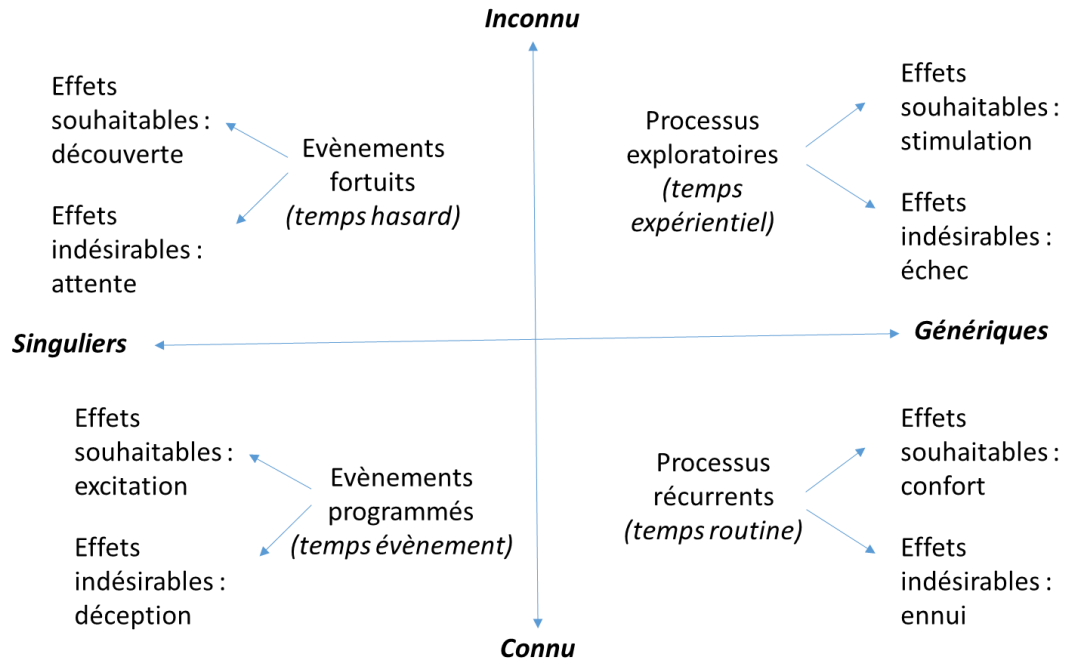 Inconnu
Effets
souhaitables :
découverte
Effets
indésirables :
attente
Evènements
fortuits
(temps hasard)
Processus
exploratoires
(temps
expérientiel)
Effets
souhaitables :
stimulation
Effets
indésirables :
échec
Singuliers
Génériques
Effets
souhaitables :
excitation
Effets
indésirables :
déception
Evènements
programmés
(temps évènement)
Processus
récurrents
(temps routine)
Effets
souhaitables :
confort
Effets
indésirables :
ennui
Connu